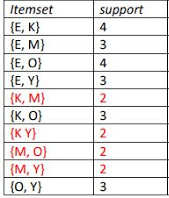 Itemset support
{E, K} 4
{E, M} 3
{E, O} 4
{E, Y} 3
{K, M} 2
{K, O} 3
{K Y} 2
{M, O} 2
{M, Y} 2
{O, Y} 3